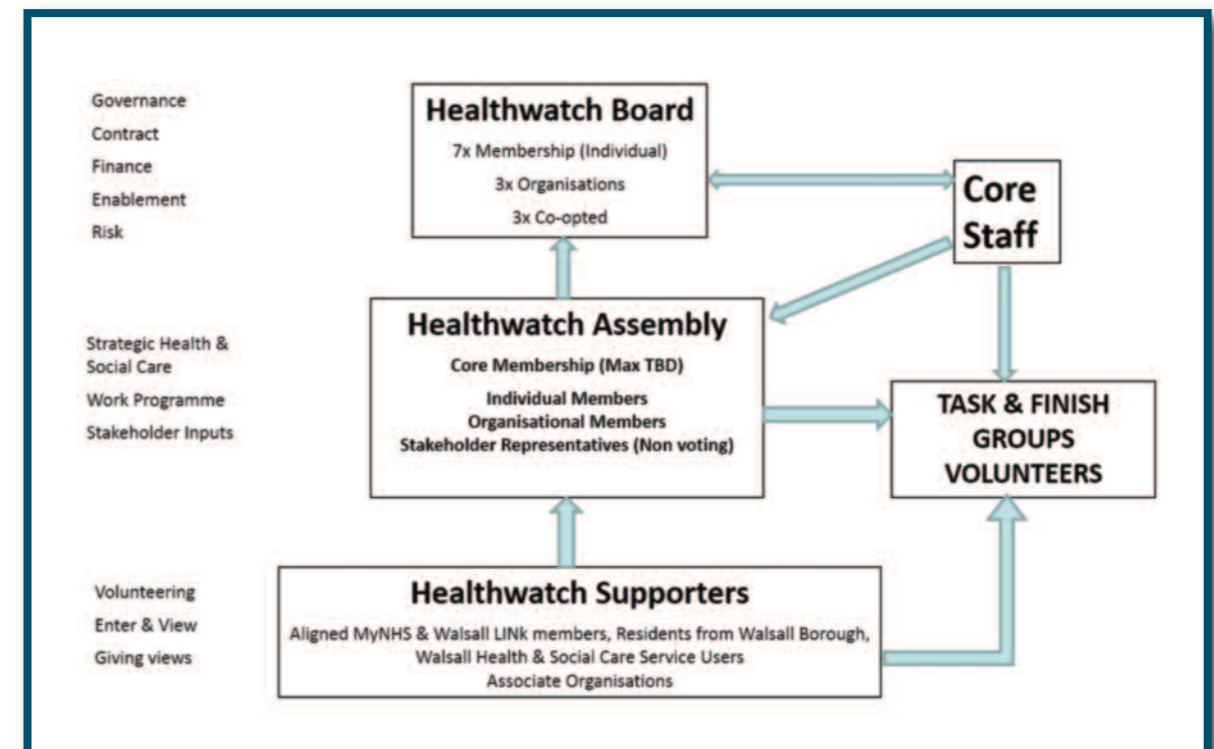 Governance
Contract
Finance
Enablement
Risk
Healthwatch Board
7x Membership (Individual)
3x Organisations
3x Co-opted
Core
Staff
Strategic Health &
Social Care
Work Programme
Stakeholder Inputs
Healthwatch Assembly
Core Membership (Max TBD)
Individual Members
Organisational Members
Stakeholder Representatives (Non voting)
TASK & FINISH
GROUPS
VOLUNTEERS
Volunteering
Enter & View
Giving views
Healthwatch Supporters
Aligned MyNHS & Walsall LINk members, Residents from Walsall Borough,
Walsall Health & Social Care Service Users
Associate Organisations